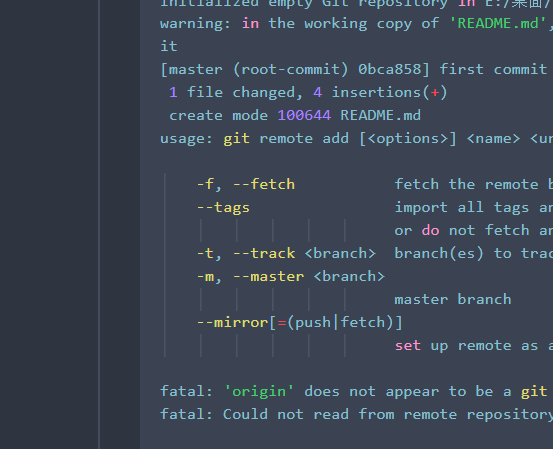 initialized empty Git repository in E:/桌面/
warning: in the working copy of 'README.md',
it
[master (root-commit) 0bca858] first commit
1 file changed, 4 insertions(+)
create mode 100644 README.md
usage: git remote add [<options>] <name> <ur
-f, --fetch fetch the remote b
--tags import all tags an
or do not fetch an
-t, --track <branch> branch(es) to trac
-m, --master <branch>
master branch
--mirror[=(push|fetch)]
set up remote as a
fatal: 'origin' does not appear to be a git
fatal: Could not read from remote repository